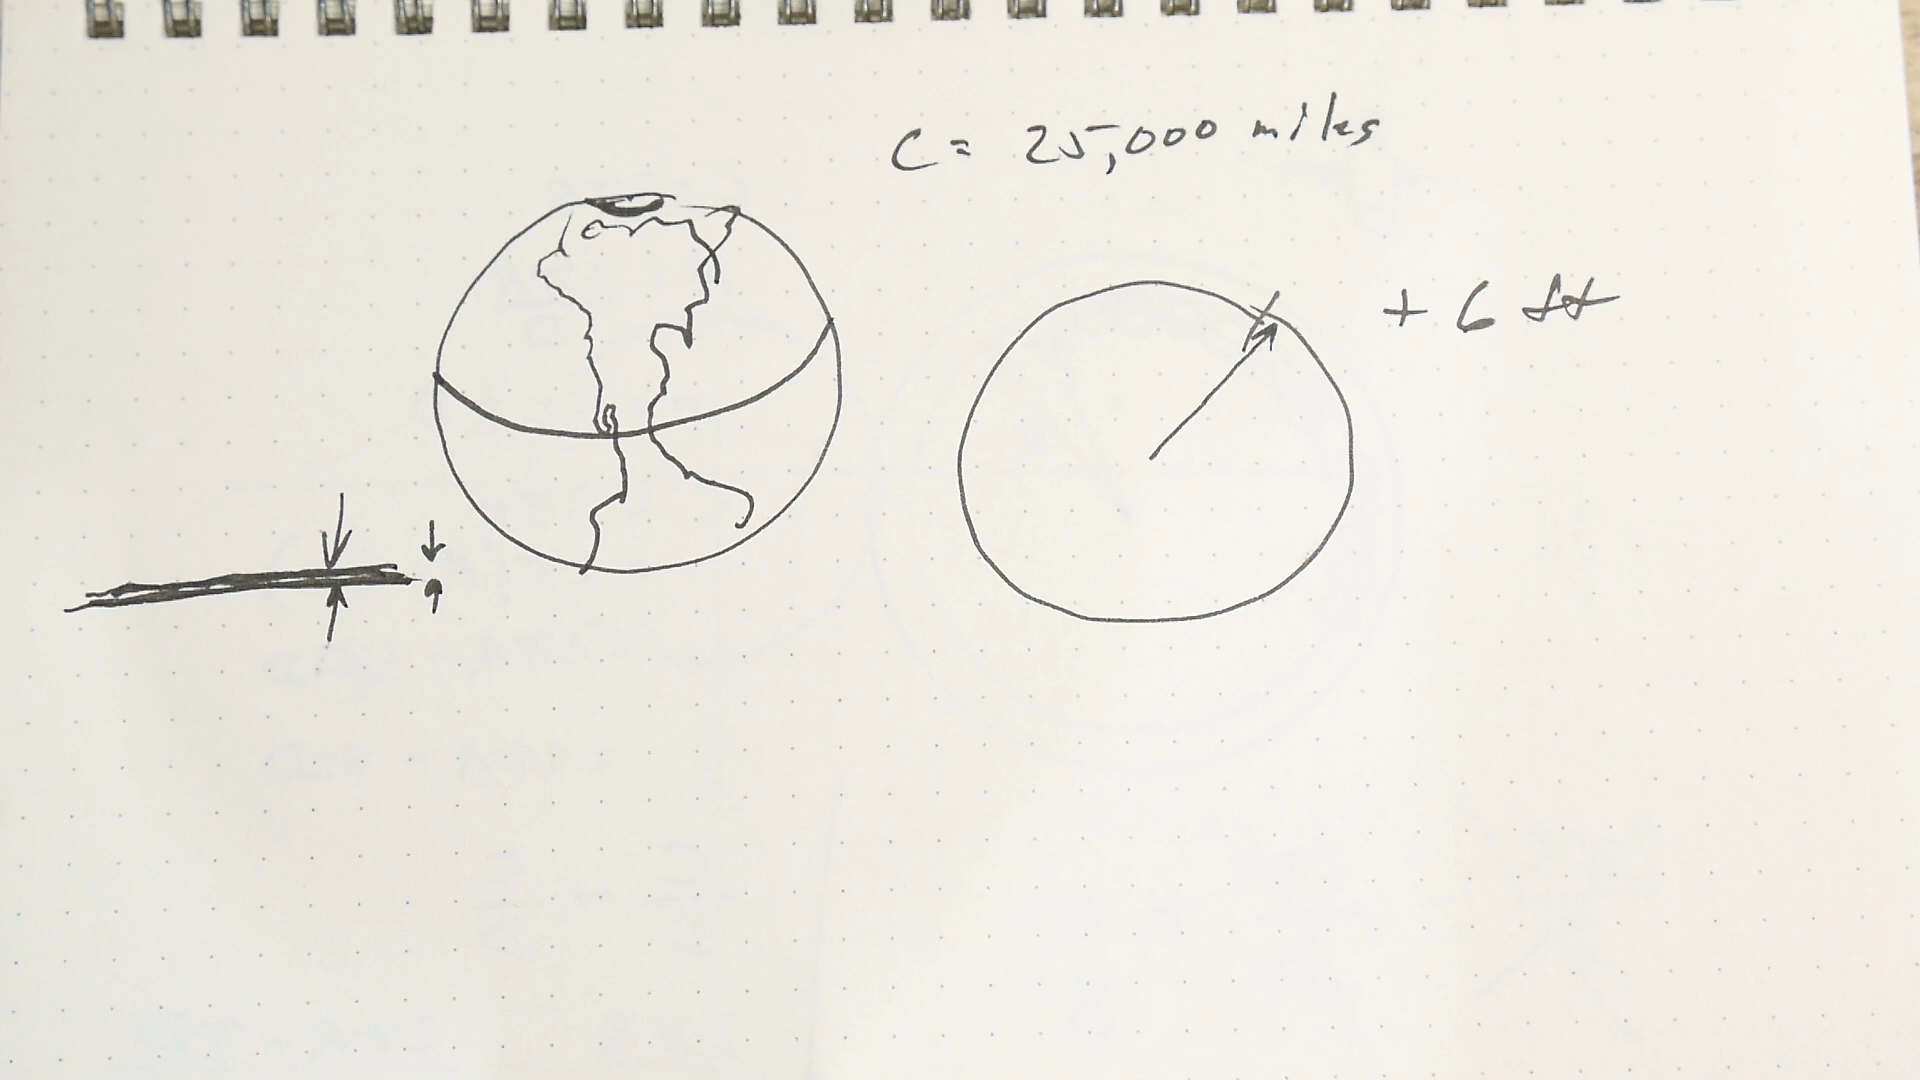 C = 25,000 miles
+ 6 ft